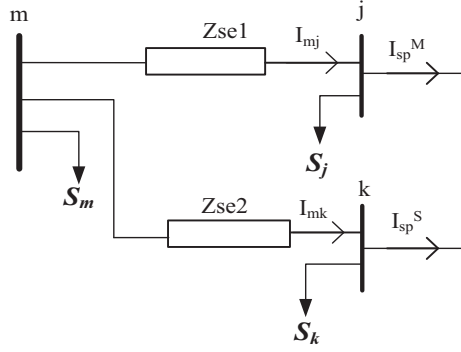 m
Zse1
I_mj
j
I_sp^M
S_j
S_m
Zse2
I_mk
k
I_sp^S
S_k